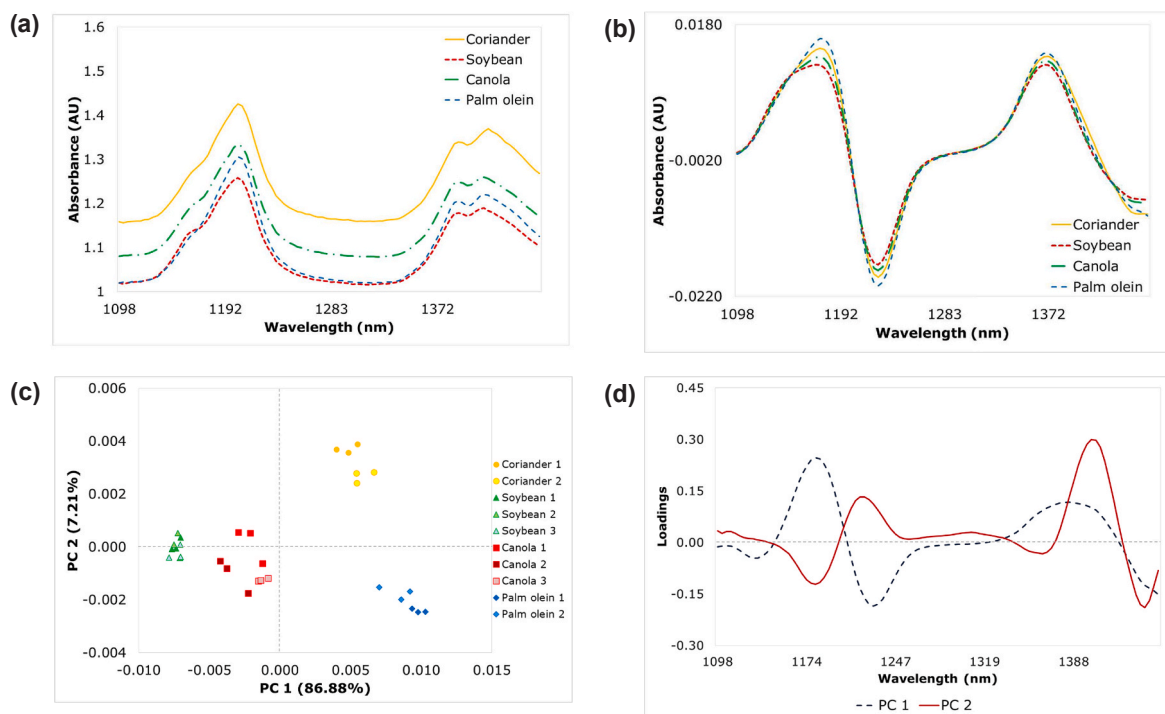 (a)
1.6
1.5
1.4
1.3
1.2
1.1
1
Absorbance (AU)
Coriander
Soybean
Canola
Palm olein
1098
1192
1283
1372
Wavelength (nm)
(b)
0.0180
-0.0020
-0.0220
Absorbance (AU)
Coriander
Soybean
Canola
Palm olein
1098
1192
1283
1372
Wavelength (nm)
(c)
0.006
0.004
0.002
0.000
-0.002
-0.004
PC 2 (7.21%)
Coriander 1
Coriander 2
Soybean 1
Soybean 2
Soybean 3
Canola 1
Canola 2
Canola 3
Palm olein 1
Palm olein 2
-0.010
-0.005
0.000
0.005
0.010
0.015
PC 1 (86.88%)
(d)
0.45
0.30
0.15
0.00
-0.15
-0.30
Loadings
1098
1174
1247
1319
1388
Wavelength (nm)
PC 1
PC 2